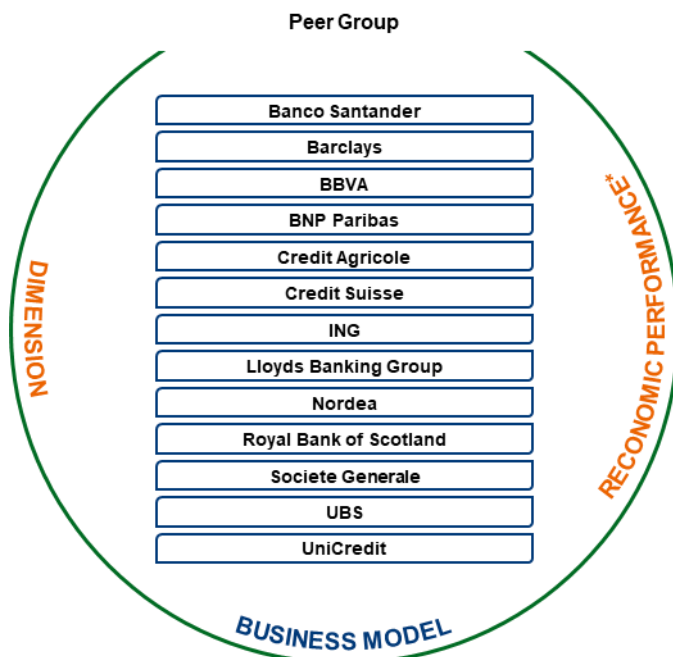 Peer Group
Banco Santander
Barclays
BBVA
BNP Paribas
Credit Agricole
Credit Suisse
ING
Lloyds Banking Group
Nordea
Royal Bank of Scotland
Societe Generale
UBS
UniCredit
DIMENSION
RECONOMIC PERFORMANCE*
BUSINESS MODEL